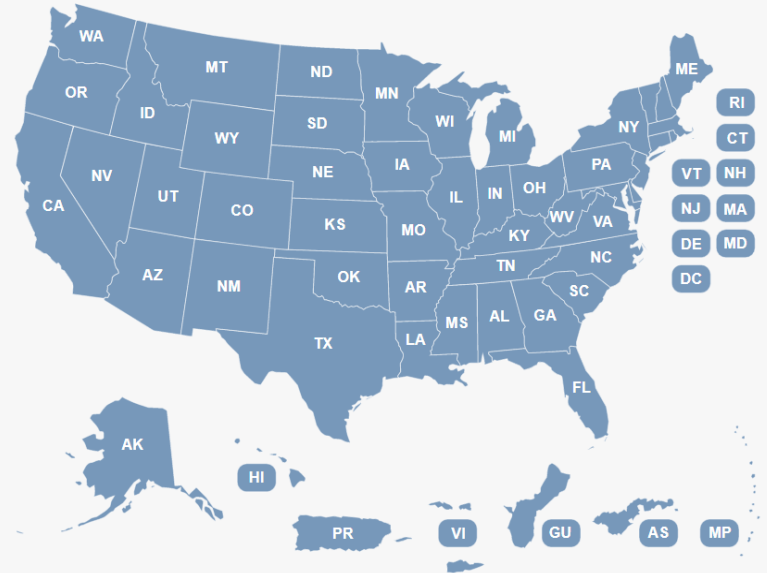 WA
ME
MT
ND
OR
MN
RI
ID
SD
WI
NY
MI
CT
WY
IA
PA
NE
NV
VT
NH
OH
UT
IL
IN
CA
CO
NJ
MA
WV
VA
KS
MO
KY
DE
MD
NC
TN
AZ
OK
DC
NM
AR
SC
MS
AL
GA
TX
LA
FL
AK
HI
PR
VI
GU
AS
MP